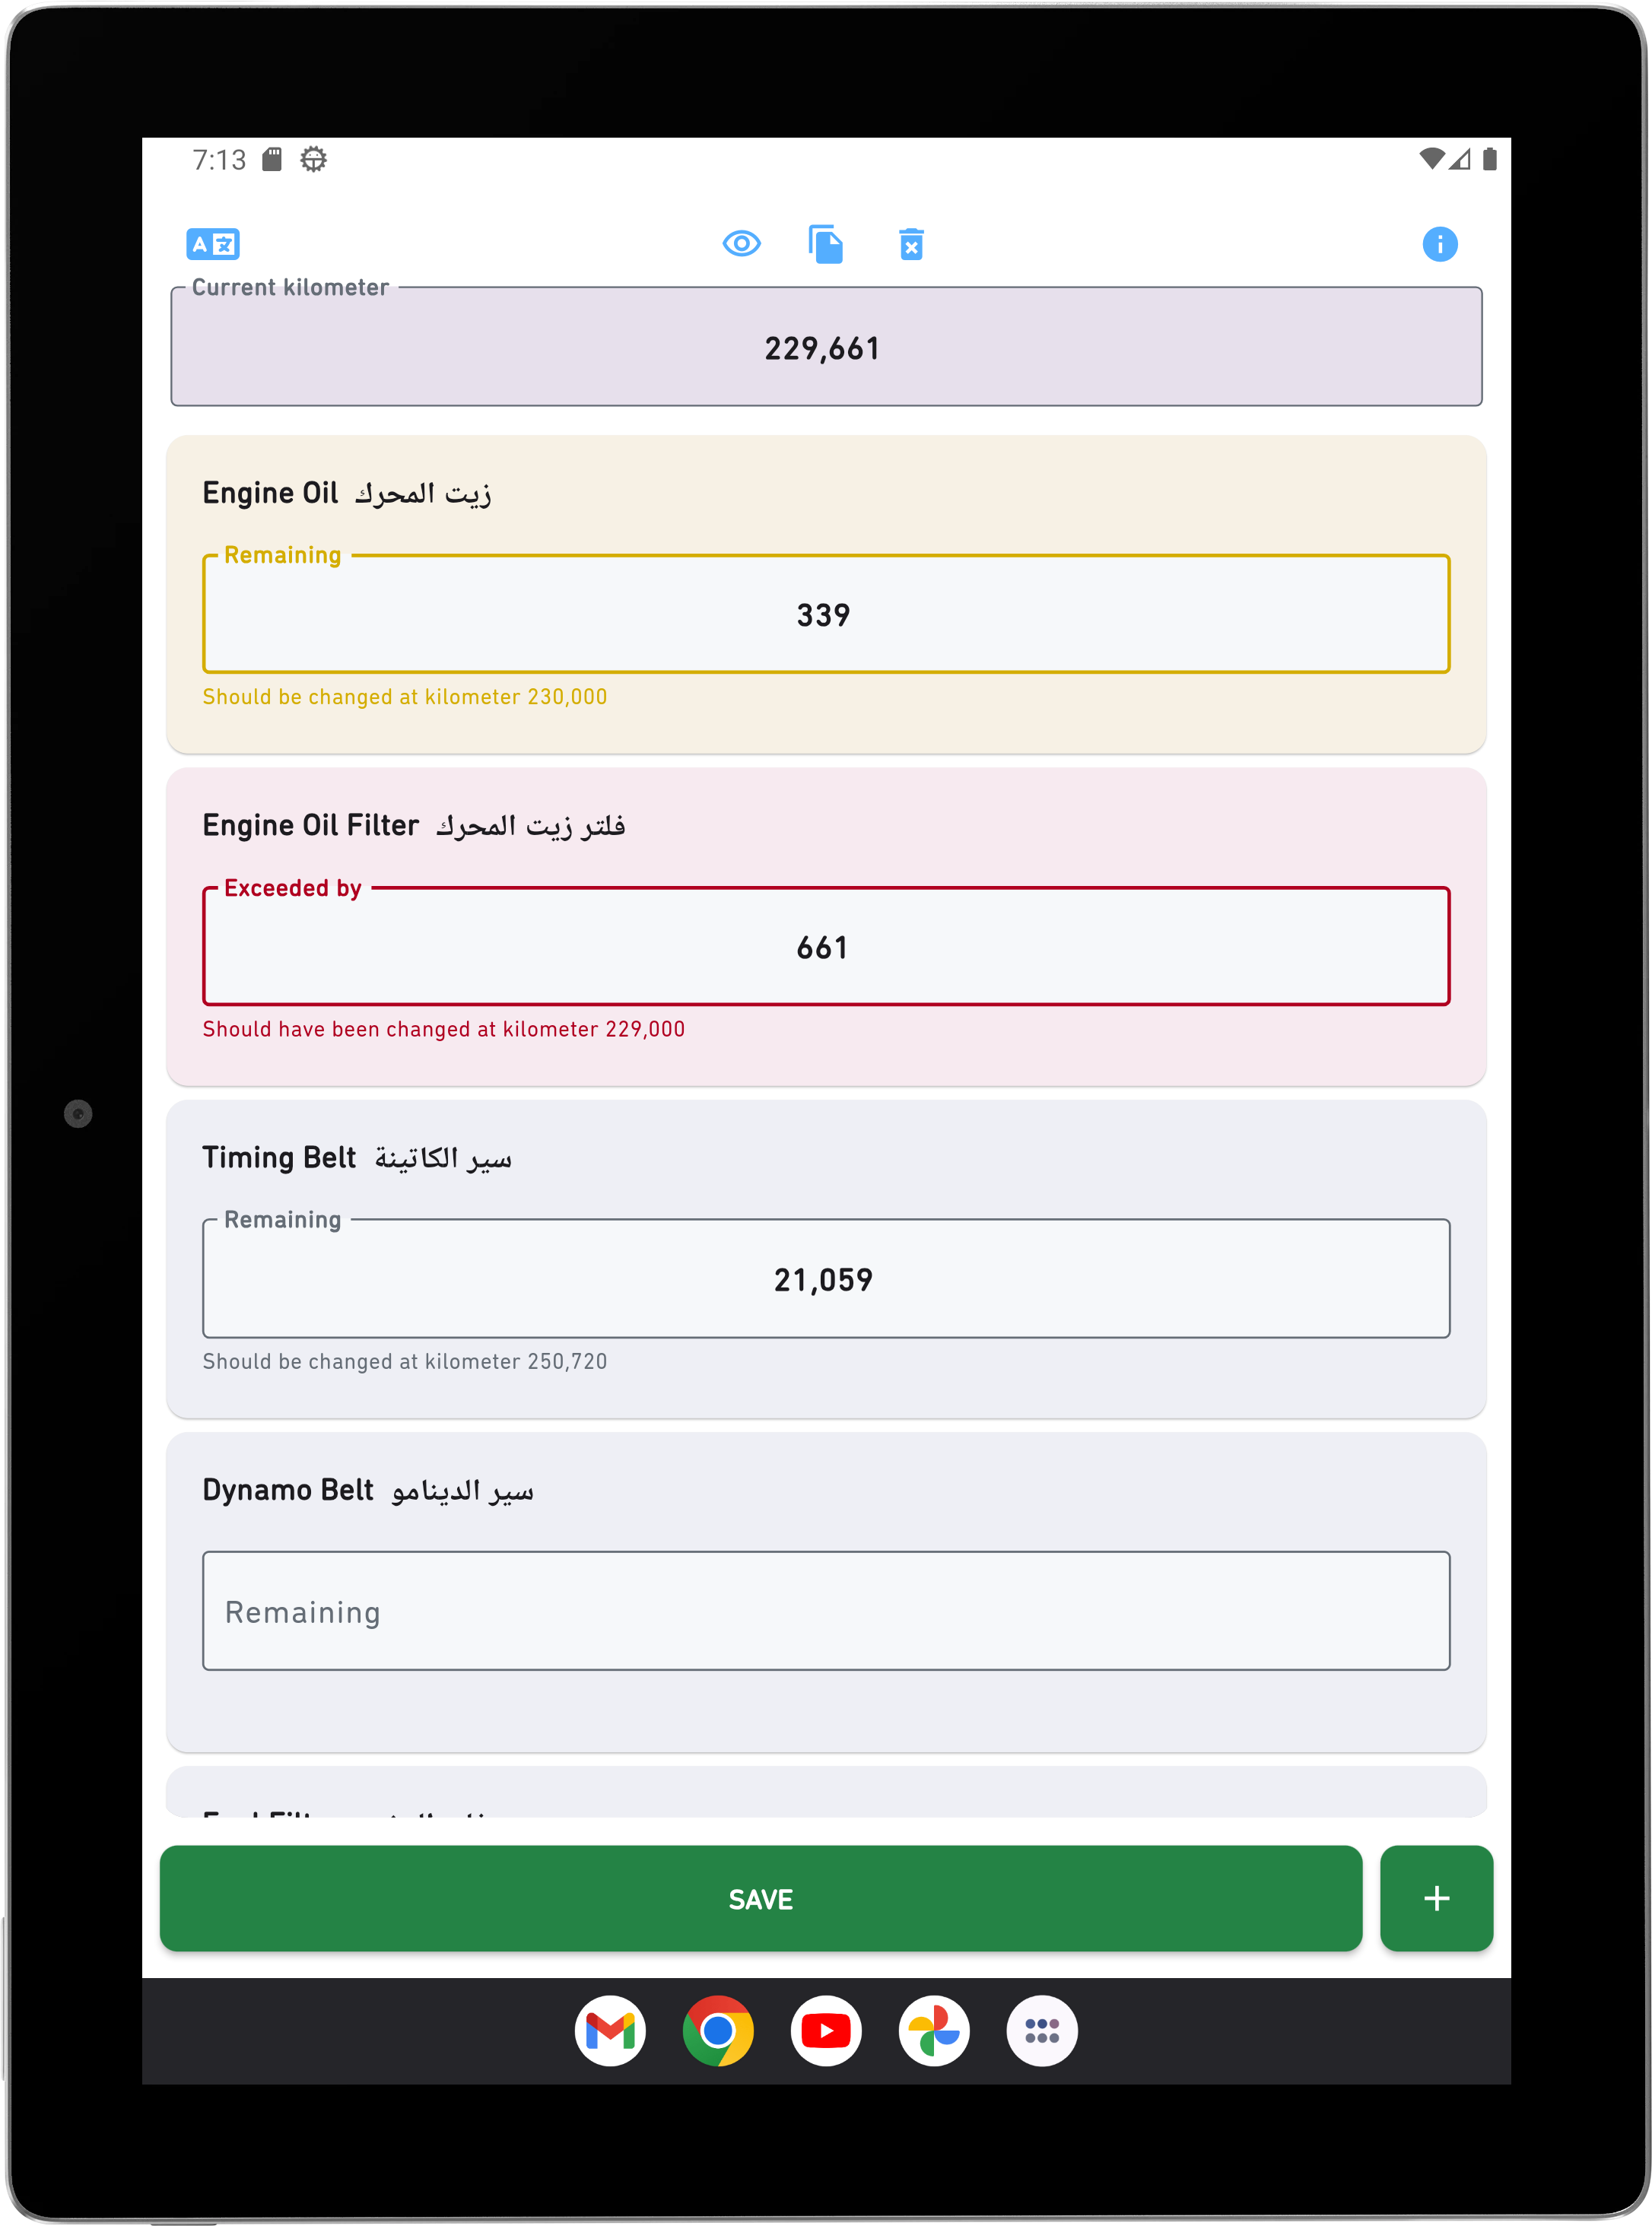 7:13
A
Current kilometer
229,661
Engine Oil زيت المحرك
Remaining
339
Should be changed at kilometer 230,000
Engine Oil Filter فلتر زيت المحرك
Exceeded by
661
Should have been changed at kilometer 229,000
Timing Belt سير الكاتينة
Remaining
21,059
Should be changed at kilometer 250,720
Dynamo Belt سير الدينامو
Remaining
SAVE
+